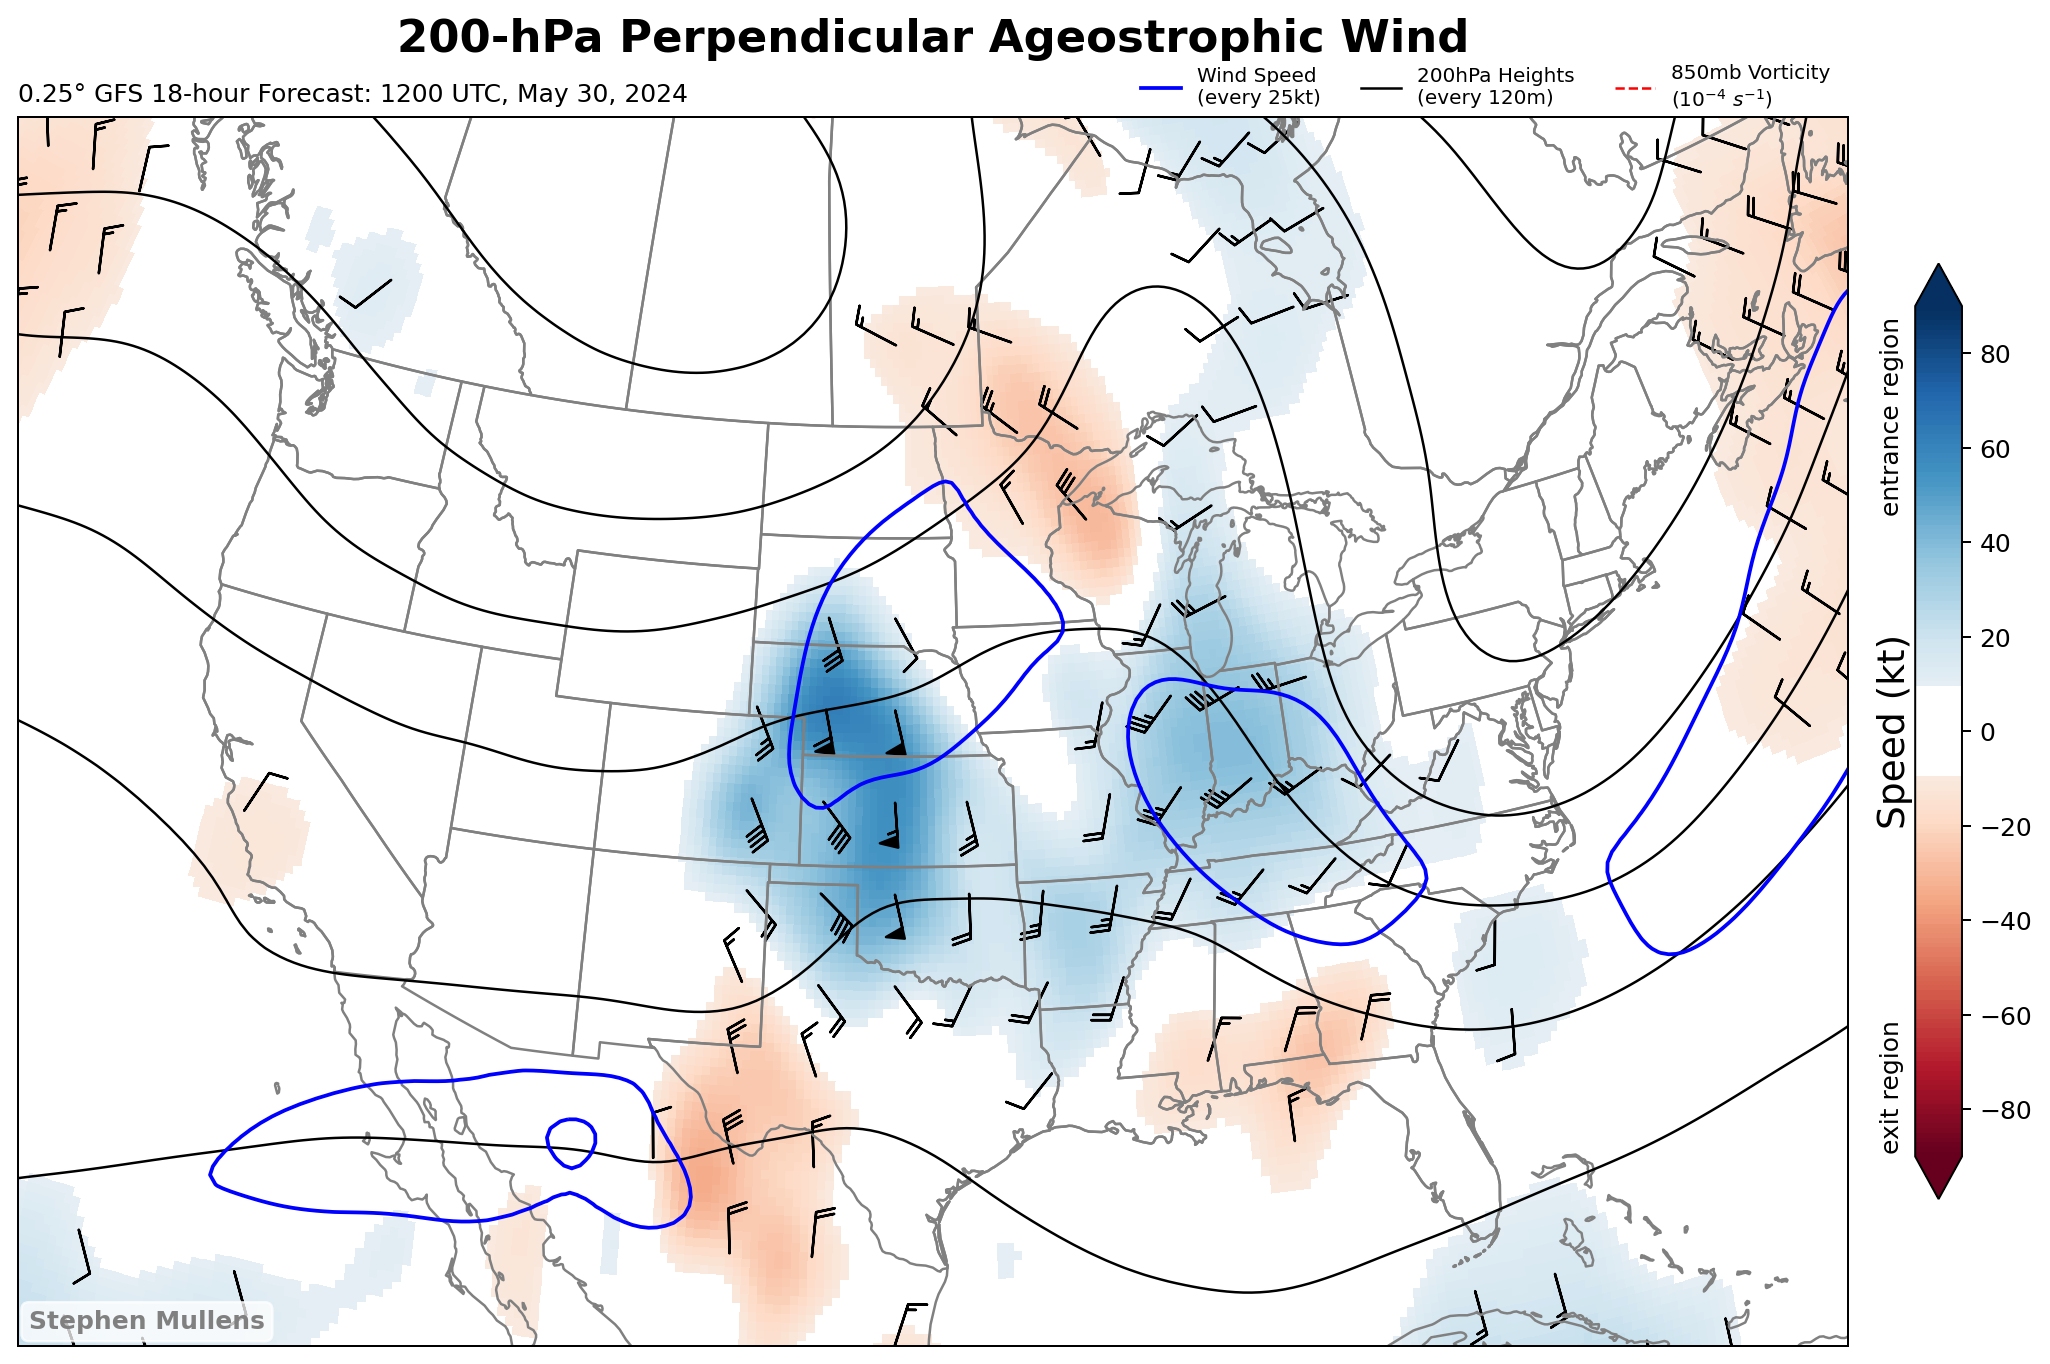 200-hPa Perpendicular Ageostrophic Wind
0.25° GFS 18-hour Forecast: 1200 UTC, May 30, 2024
Wind Speed
(every 25kt)
200hPa Heights
(every 120m)
850mb Vorticity
(10⁻⁴ s⁻¹)
entrance region
Speed (kt)
exit region
80
60
40
20
0
−20
−40
−60
−80
Stephen Mullens